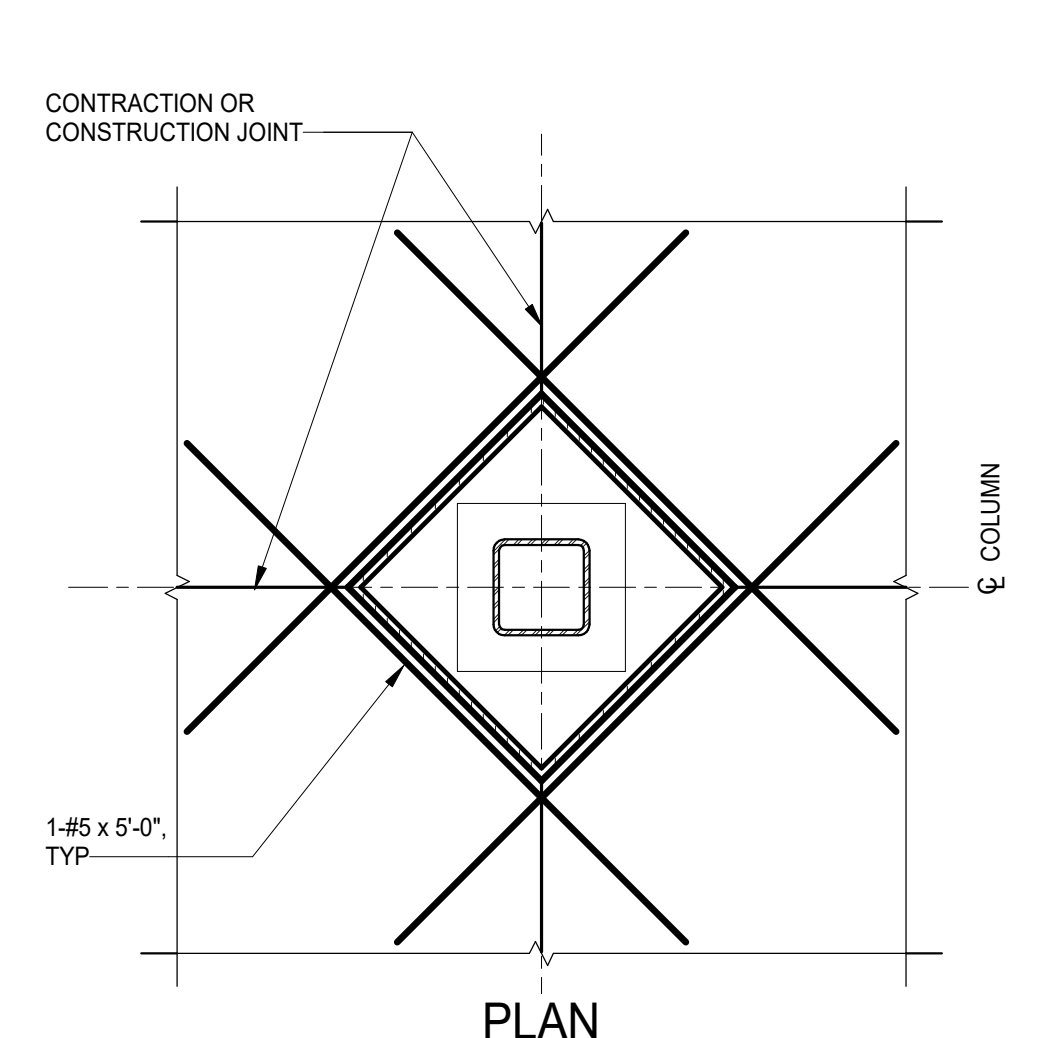 CONTRACTION OR
CONSTRUCTION JOINT
℄ COLUMN
1-#5 x 5'-0",
TYP
PLAN